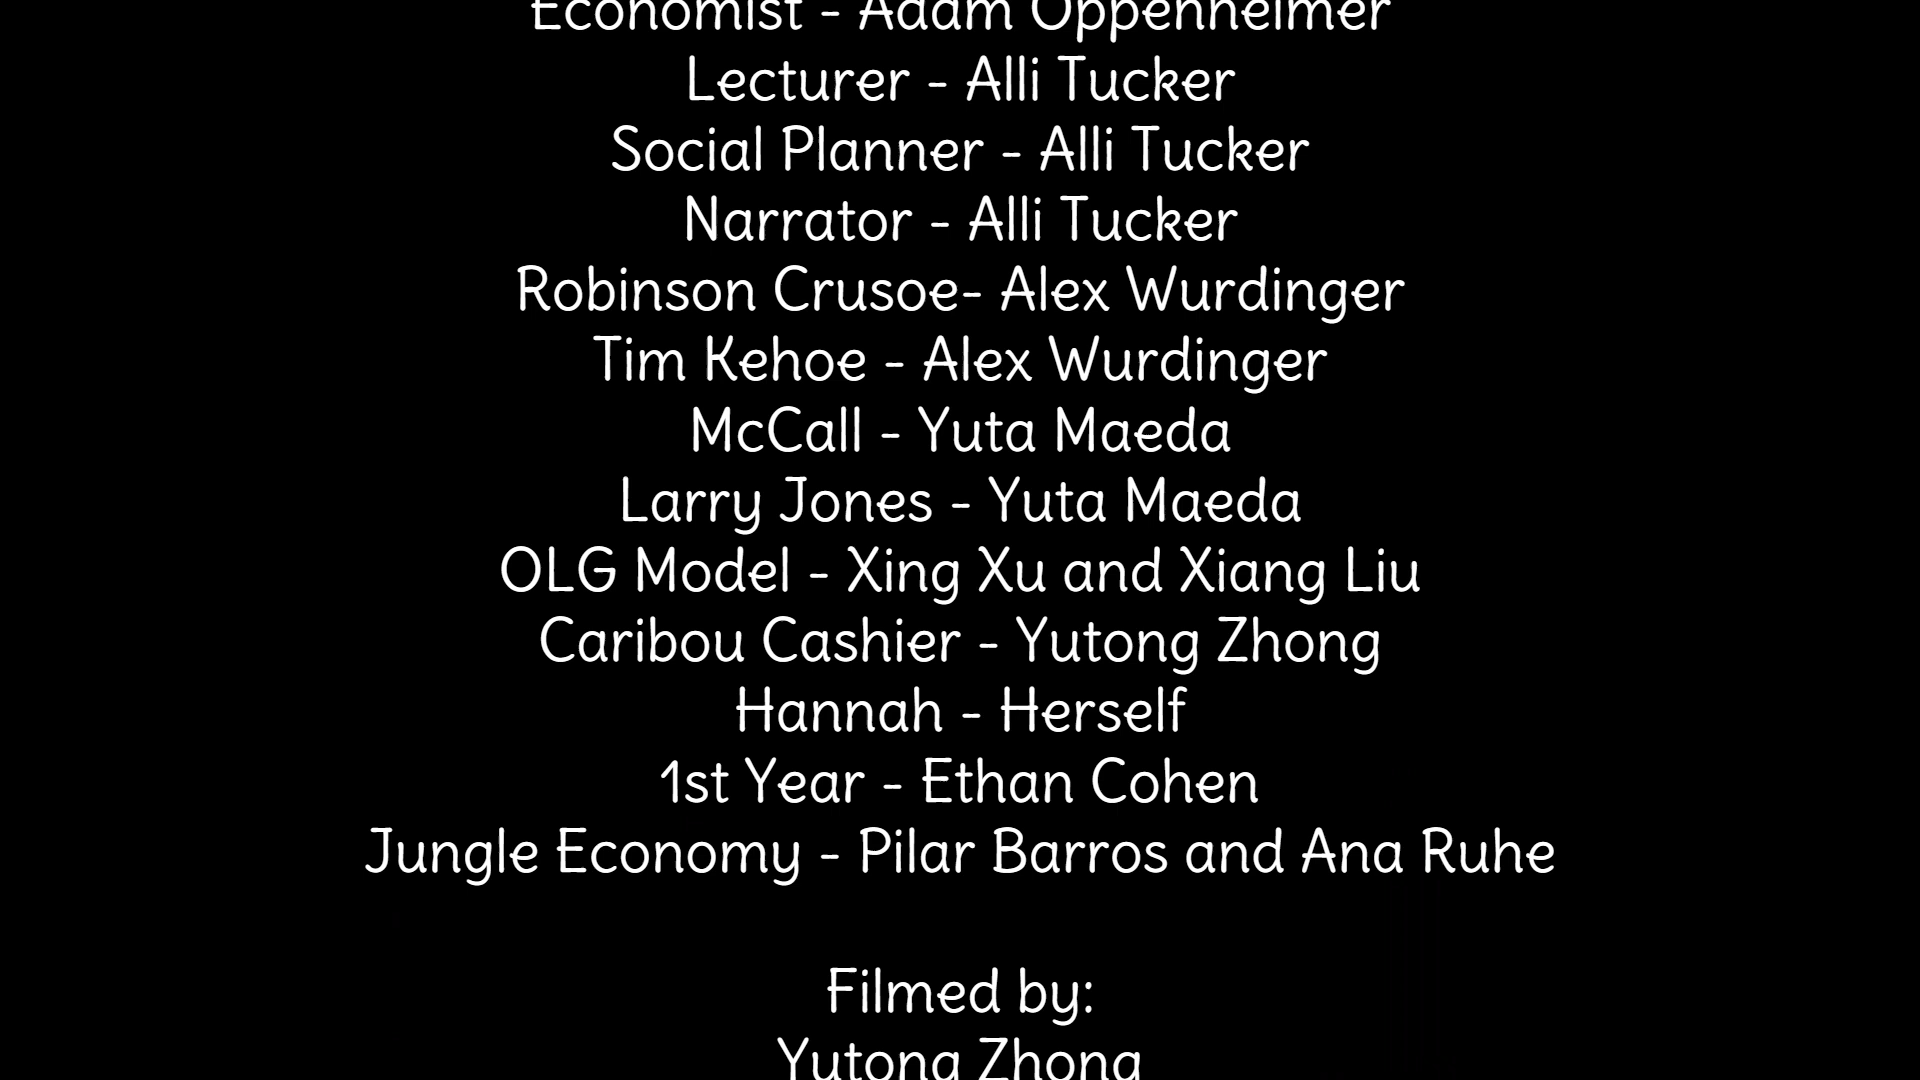 Economist - Adam Oppenheimer
Lecturer - Alli Tucker
Social Planner - Alli Tucker
Narrator - Alli Tucker
Robinson Crusoe- Alex Wurdinger
Tim Kehoe - Alex Wurdinger
McCall - Yuta Maeda
Larry Jones - Yuta Maeda
OLG Model - Xing Xu and Xiang Liu
Caribou Cashier - Yutong Zhong
Hannah - Herself
1st Year - Ethan Cohen
Jungle Economy - Pilar Barros and Ana Ruhe
Filmed by:
Yutong Zhong